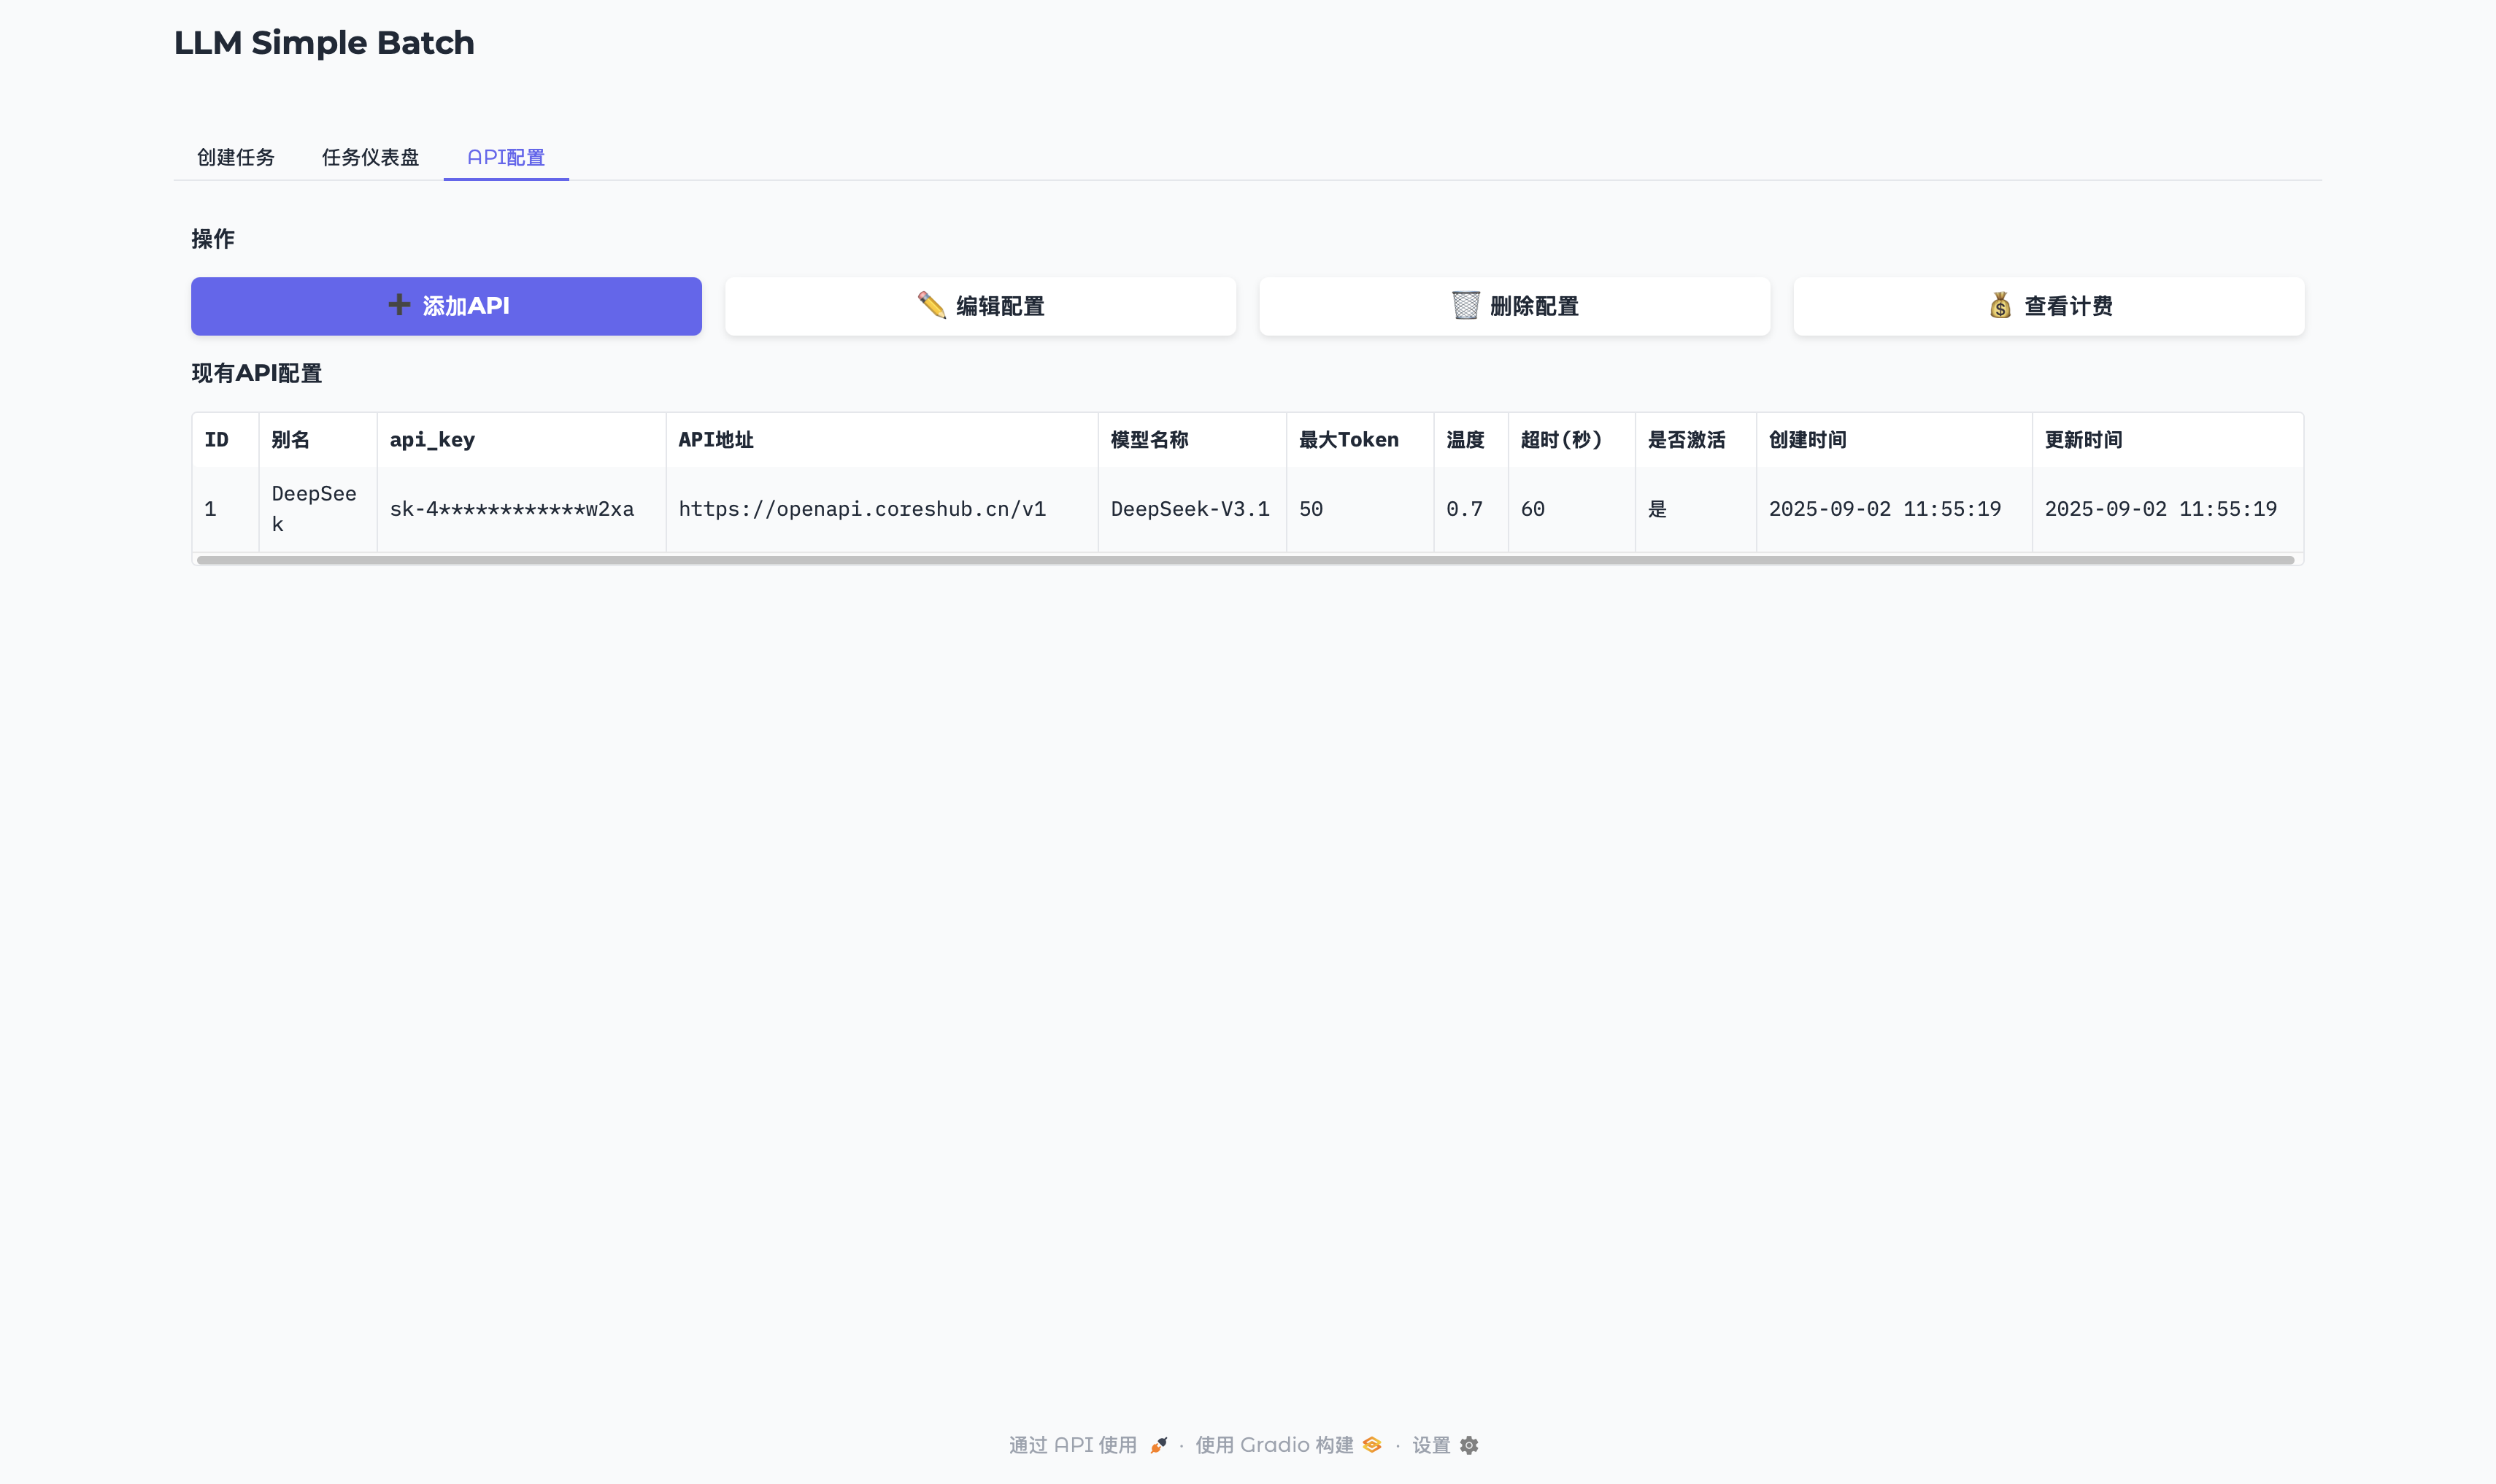 LLM Simple Batch
创建任务 任务仪表盘 API配置
操作
➕ 添加API ✏️ 编辑配置 🗑️ 删除配置 💰 查看计费
现有API配置
ID 别名 api_key API地址 模型名称 最大Token 温度 超时(秒) 是否激活 创建时间 更新时间
1 DeepSee
k sk-4************w2xa https://openapi.coreshub.cn/v1 DeepSeek-V3.1 50 0.7 60 是 2025-09-02 11:55:19 2025-09-02 11:55:19
通过 API 使用 · 使用 Gradio 构建 · 设置